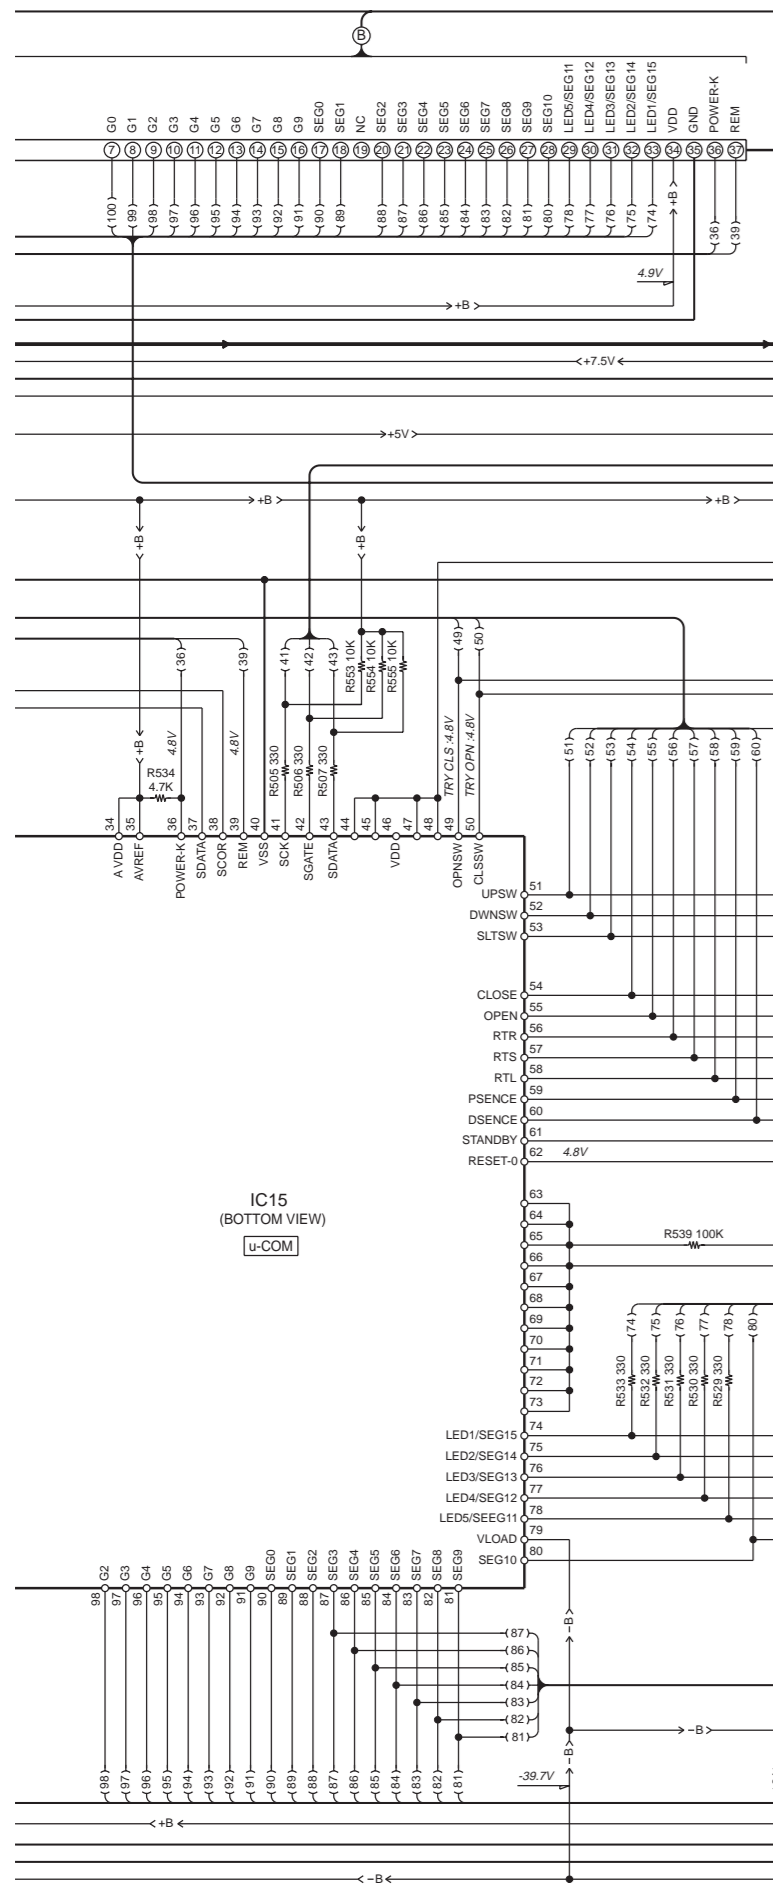 B
G0 G1 G2 G3 G4 G5 G6 G7 G8 G9 SEG0 SEG1 NC SEG2 SEG3 SEG4 SEG5 SEG6 SEG7 SEG8 SEG9 SEG10 LED5/SEG11 LED4/SEG12 LED3/SEG13 LED2/SEG14 LED1/SEG15 VDD GND POWER-K REM
7 8 9 10 11 12 13 14 15 16 17 18 19 20 21 22 23 24 25 26 27 28 29 30 31 32 33 34 35 36 37
100 99 98 97 96 95 94 93 92 91 90 89 88 87 86 85 84 83 82 81 80 78 77 76 75 74 +B 36 39
4.9V
+B
+7.5V
+5V
+B +B
+B +B
36 39 41 42 43 R553 10K R554 10K R555 10K 49 50
+B 4.8V 4.8V R505 330 R506 330 R507 330 TRY CLS :4.8V TRY OPN :4.8V 51 52 53 54 55 56 57 58 59 60
R534
4.7K
34 35 36 37 38 39 40 41 42 43 44 45 46 47 48 49 50
A VDD AVREF POWER-K SDATA SCOR REM VSS SCK SGATE SDATA VDD OPNSW CLSSW
UPSW 51
DWNSW 52
SLTSW 53
CLOSE 54
OPEN 55
RTR 56
RTS 57
RTL 58
PSENCE 59
DSENCE 60
STANDBY 61
RESET-0 62 4.8V
IC15
(BOTTOM VIEW)
u-COM
63
64
65 R539 100K
66
67
68
69
70
71
72
73
74 75 76 77 78 80
R533 330 R532 330 R531 330 R530 330 R529 330
LED1/SEG15 74
LED2/SEG14 75
LED3/SEG13 76
LED4/SEG12 77
LED5/SEEG11 78
VLOAD 79
SEG10 80
G2 G3 G4 G5 G6 G7 G8 G9 SEG0 SEG1 SEG2 SEG3 SEG4 SEG5 SEG6 SEG7 SEG8 SEG9
98 97 96 95 94 93 92 91 90 89 88 87 86 85 84 83 82 81
-B
87
86
85
84
83
82
81
-B
-B
98 97 96 95 94 93 92 91 90 89 88 87 86 85 84 83 82 81
-39.7V
+B
-B